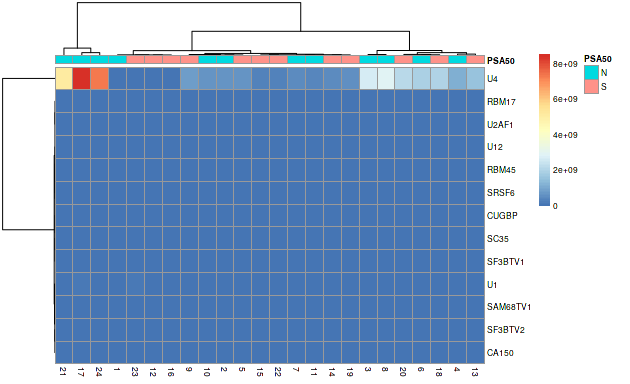 PSA50
U4
RBM17
U2AF1
U12
RBM45
SRSF6
CUGBP
SC35
SF3BTV1
U1
SAM68TV1
SF3BTV2
CA150
21 17 24 1 23 12 16 9 10 2 5 15 22 7 11 14 19 3 8 20 6 18 4 13
8e+09
6e+09
4e+09
2e+09
0
PSA50
N
S